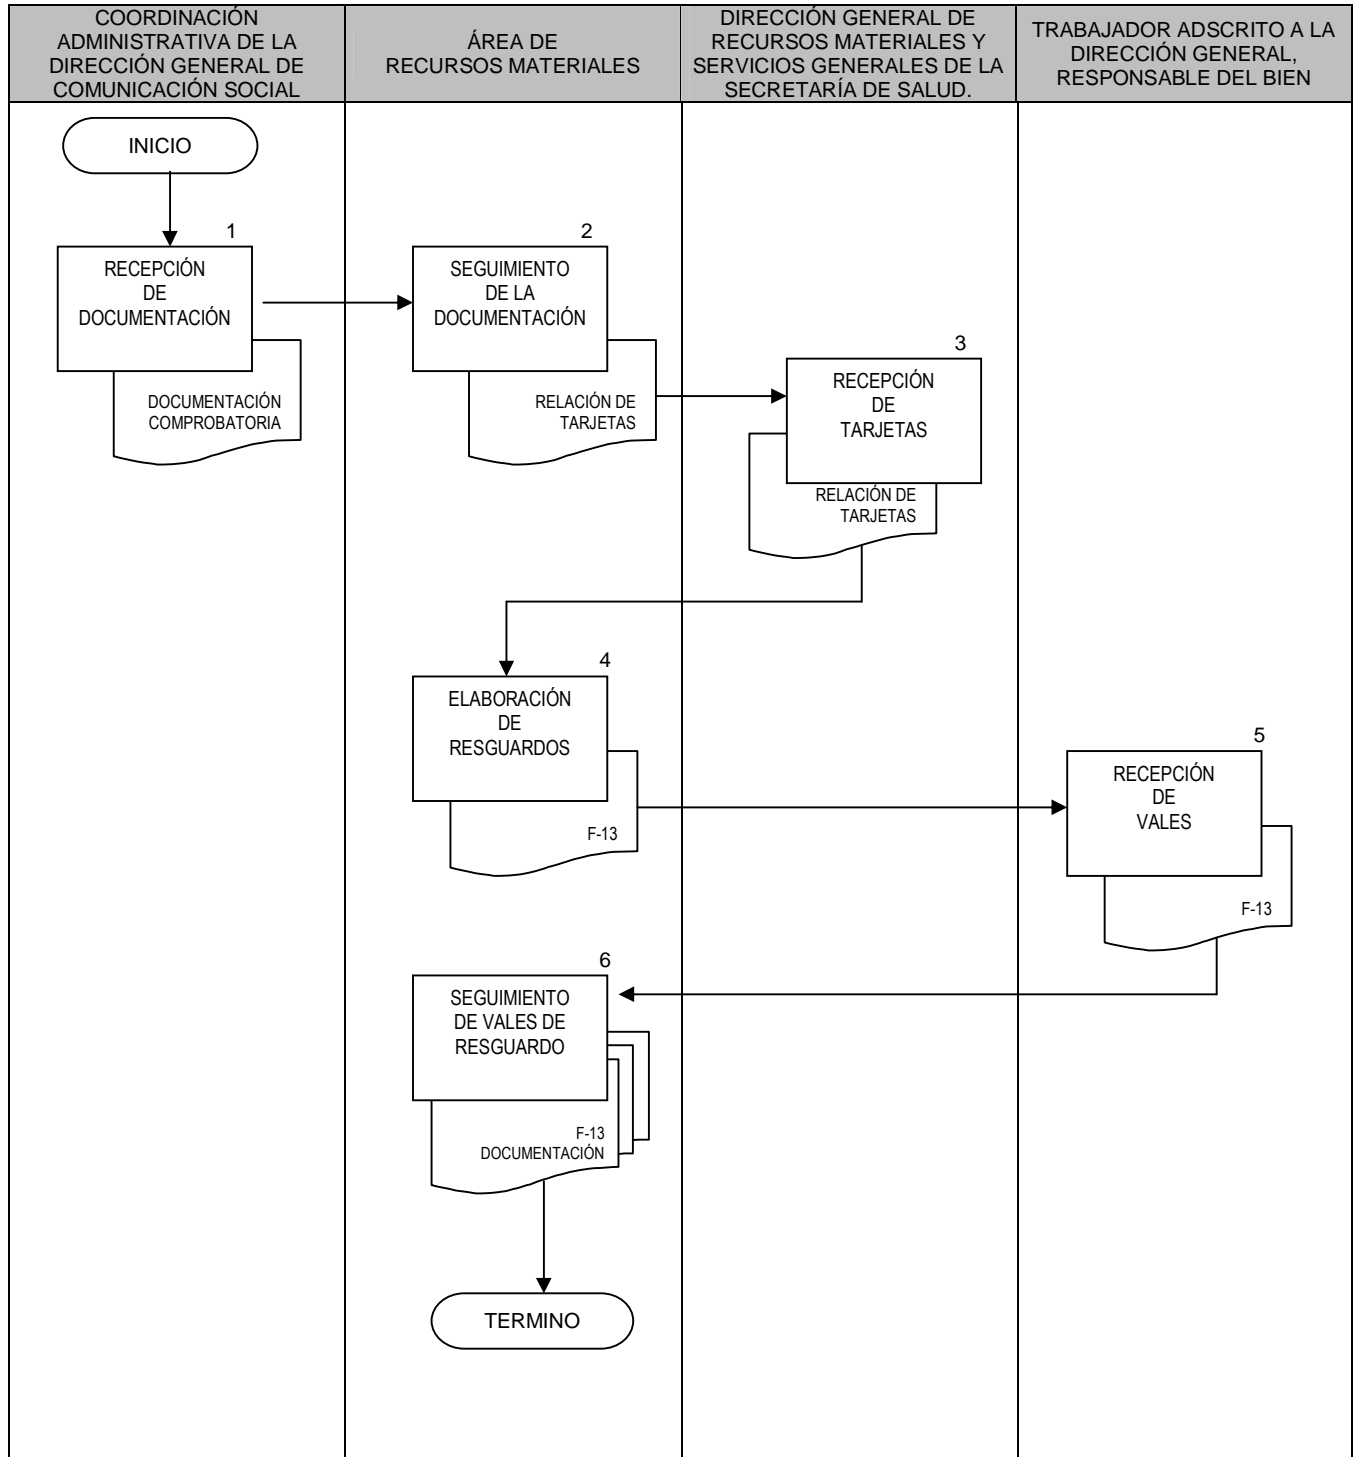 COORDINACIÓN
ADMINISTRATIVA DE LA
DIRECCIÓN GENERAL DE
COMUNICACIÓN SOCIAL
ÁREA DE
RECURSOS MATERIALES
DIRECCIÓN GENERAL DE
RECURSOS MATERIALES Y
SERVICIOS GENERALES DE LA
SECRETARÍA DE SALUD.
TRABAJADOR ADSCRITO A LA
DIRECCIÓN GENERAL,
RESPONSABLE DEL BIEN
INICIO
1
RECEPCIÓN
DE
DOCUMENTACIÓN
DOCUMENTACIÓN
COMPROBATORIA
2
SEGUIMIENTO
DE LA
DOCUMENTACIÓN
RELACIÓN DE
TARJETAS
3
RECEPCIÓN
DE
TARJETAS
RELACIÓN DE
TARJETAS
4
ELABORACIÓN
DE
RESGUARDOS
F-13
5
RECEPCIÓN
DE
VALES
F-13
6
SEGUIMIENTO
DE VALES DE
RESGUARDO
F-13
DOCUMENTACIÓN
TERMINO